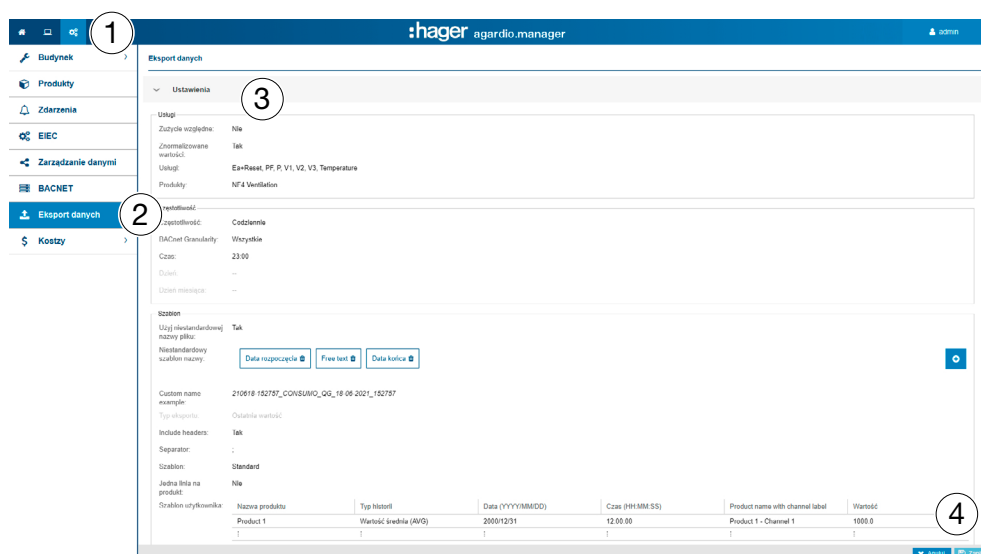 1
:hager agardio.manager
admin
Budynek
Produkty
Zdarzenia
EIEC
Zarządzanie danymi
BACNET
Eksport danych
2
Koszty
Eksport danych
Ustawienia
3
Usługi
Zużycie względne: Nie
Znormalizowane
wartości: Tak
Usługi: Ea+Reset, PF, P, V1, V2, V3, Temperature
Produkty: NF4 Ventilation
Częstotliwość: Codziennie
BACnet Granularity: Wszystkie
Czas: 23:00
Dzień: --
Dzień miesiąca: --
Szablon
Użyj niestandardowej
nazwy pliku: Tak
Niestandardowy
szablon nazwy: Data rozpoczęcia Free text Data końca
Custom name
example: 210618-152757_CONSUMO_QG_18-06-2021_152757
Typ eksportu: Ostatnia wartość
Include headers: Tak
Separator: ;
Szablon: Standard
Jedna linia na
produkt: Nie
Szablon użytkownika: Nazwa produktu Typ historii Data (YYYY/MM/DD) Czas (HH:MM:SS) Product name with channel label Wartość
Product 1 Wartość średnia (AVG) 2000/12/31 12:00:00 Product 1 - Channel 1 1000.0
4
Anuluj